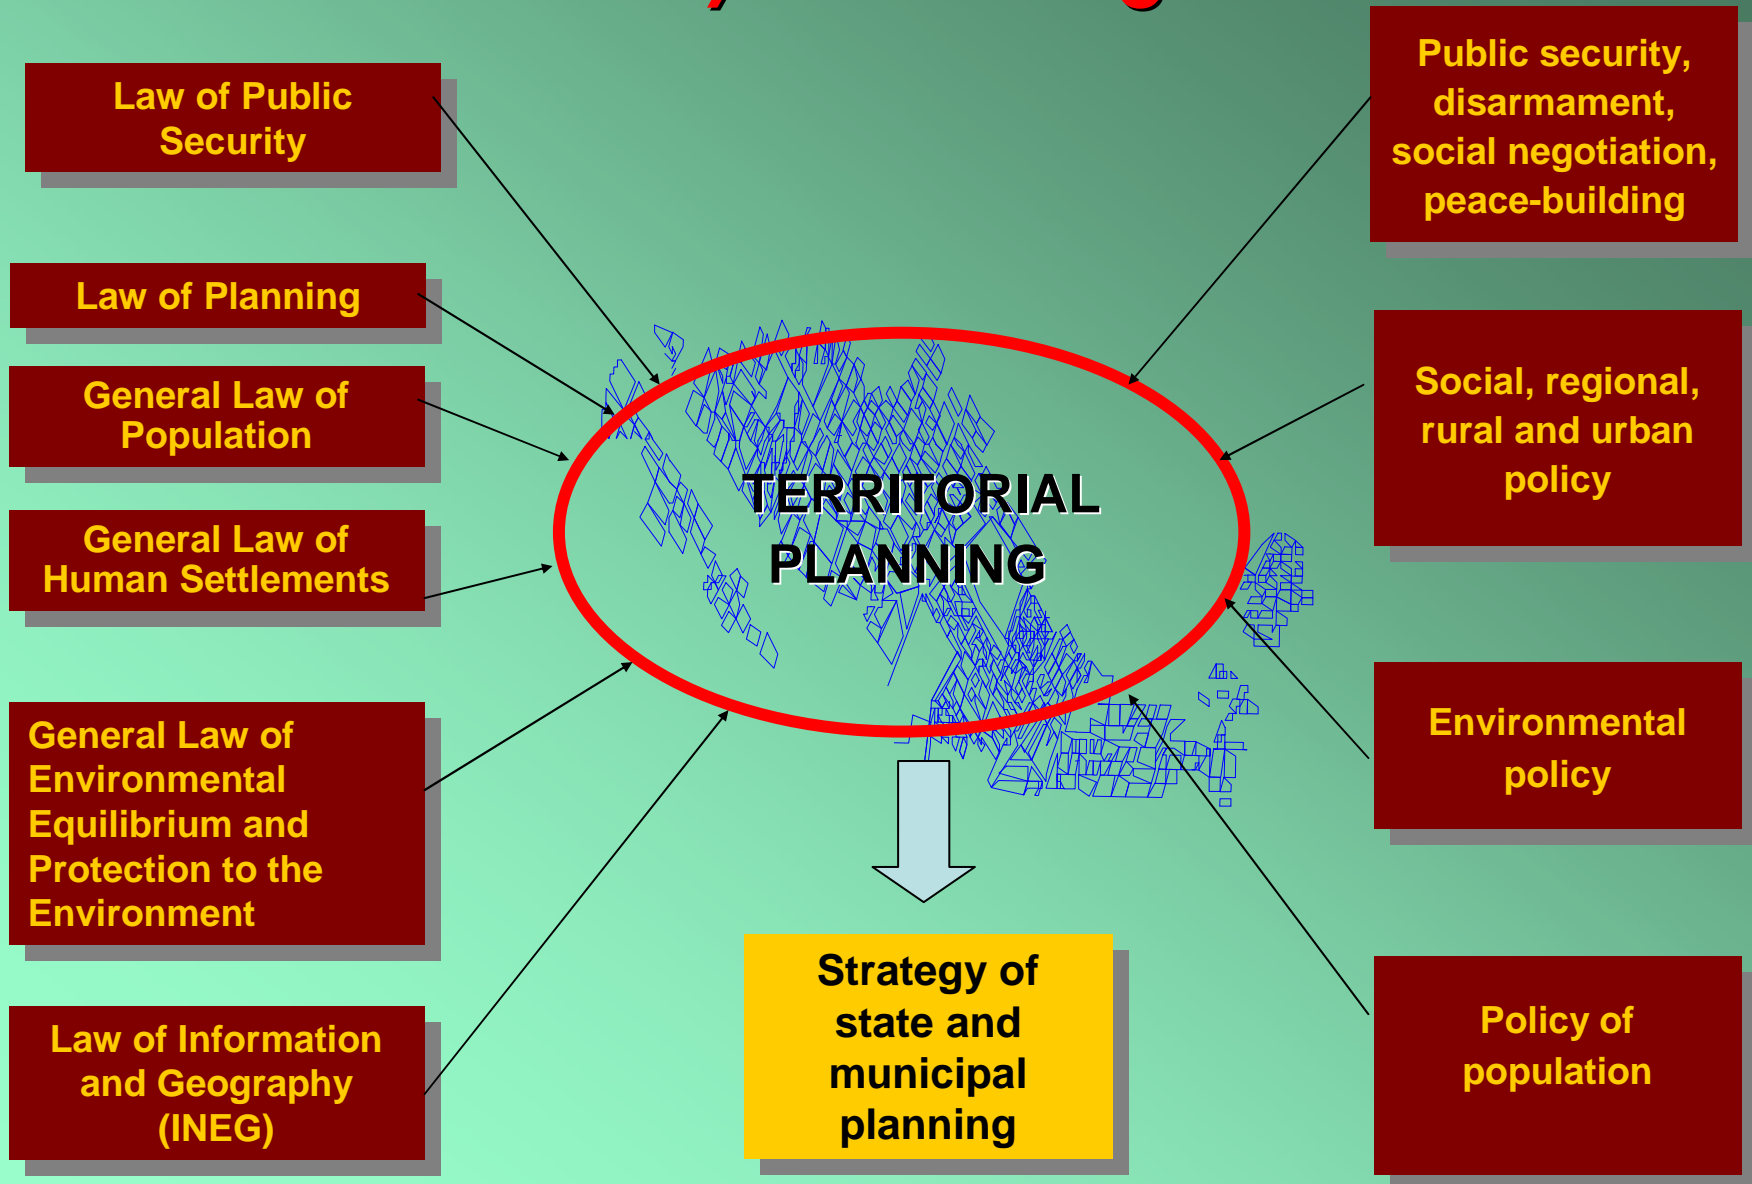 Law of Public
Security
Law of Planning
General Law of
Population
General Law of
Human Settlements
General Law of
Environmental
Equilibrium and
Protection to the
Environment
Law of Information
and Geography
(INEG)
TERRITORIAL
PLANNING
Strategy of
state and
municipal
planning
Public security,
disarmament,
social negotiation,
peace-building
Social, regional,
rural and urban
policy
Environmental
policy
Policy of
population